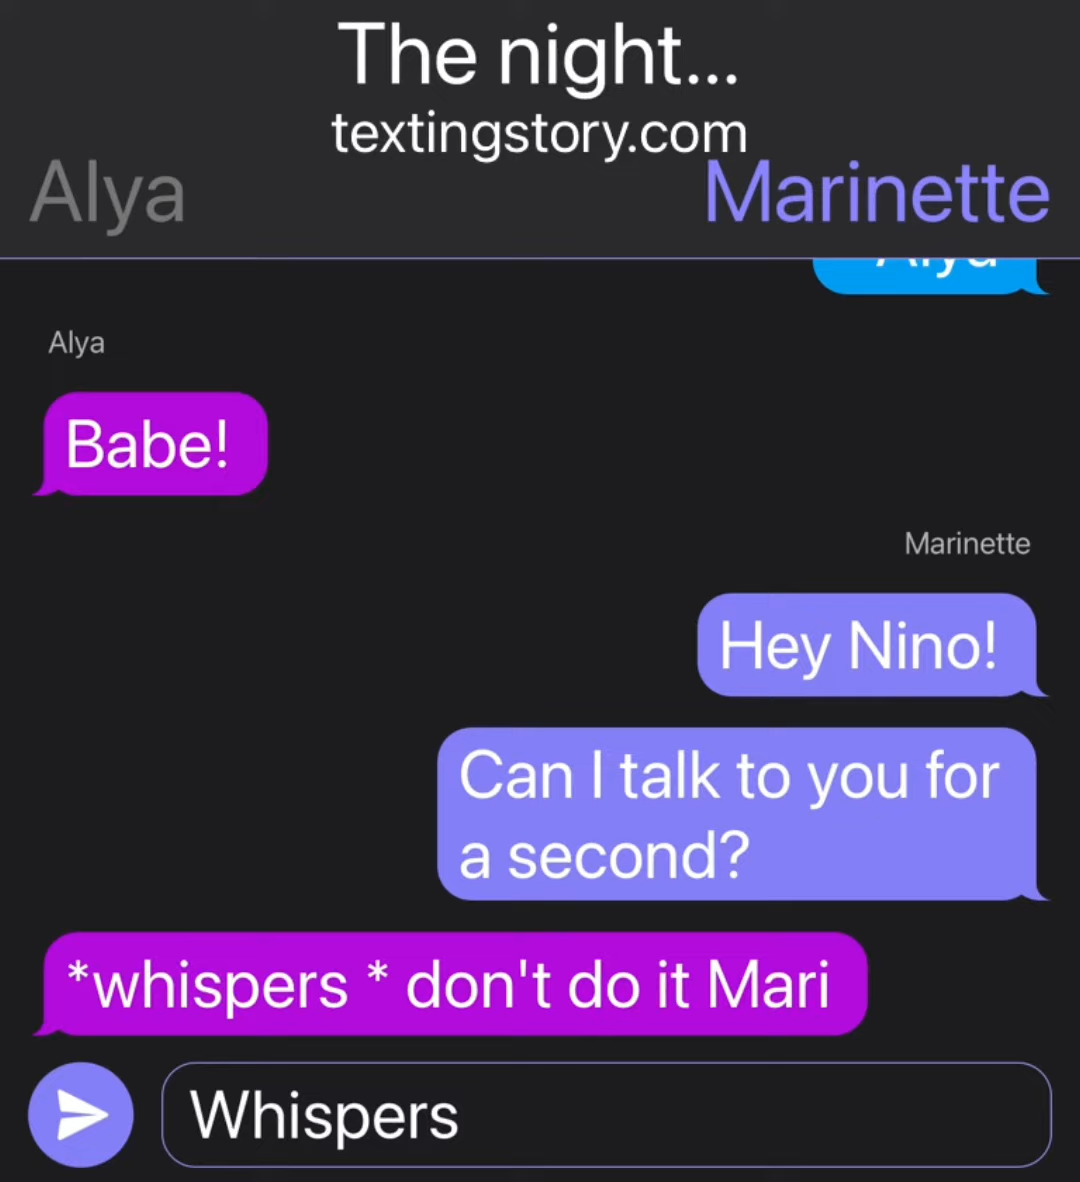 The night...
textingstory.com
Alya Marinette
Alya
Alya
Babe!
Marinette
Hey Nino!
Can I talk to you for
a second?
*whispers * don't do it Mari
Whispers